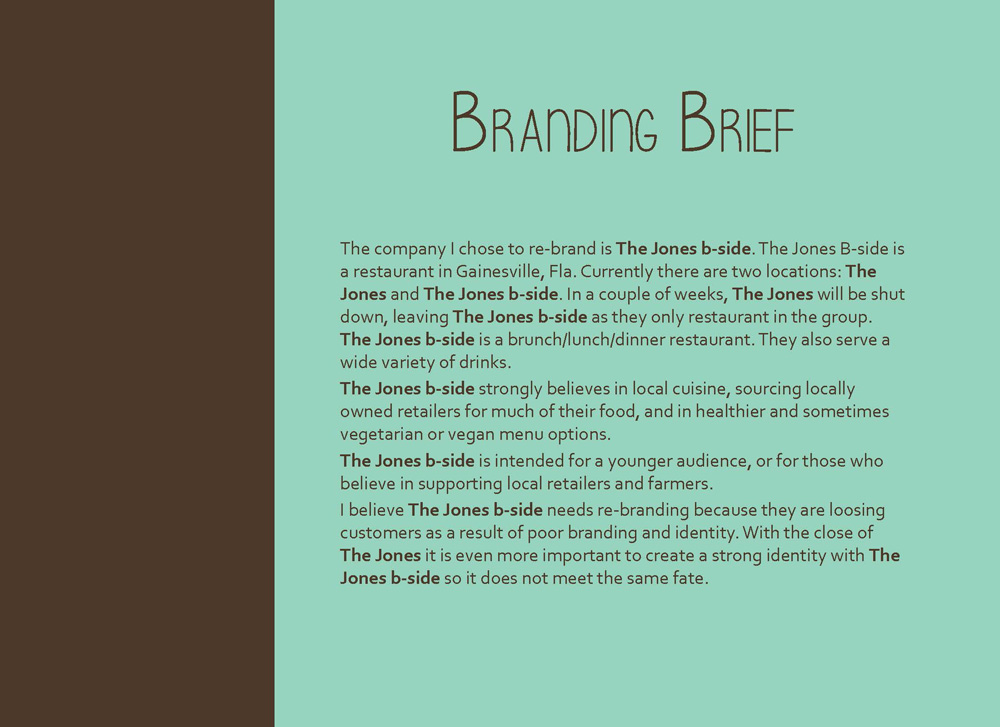 Branding Brief
The company I chose to re-brand is The Jones b-side. The Jones B-side is
a restaurant in Gainesville, Fla. Currently there are two locations: The
Jones and The Jones b-side. In a couple of weeks, The Jones will be shut
down, leaving The Jones b-side as they only restaurant in the group.
The Jones b-side is a brunch/lunch/dinner restaurant. They also serve a
wide variety of drinks.
The Jones b-side strongly believes in local cuisine, sourcing locally
owned retailers for much of their food, and in healthier and sometimes
vegetarian or vegan menu options.
The Jones b-side is intended for a younger audience, or for those who
believe in supporting local retailers and farmers.
I believe The Jones b-side needs re-branding because they are loosing
customers as a result of poor branding and identity. With the close of
The Jones it is even more important to create a strong identity with The
Jones b-side so it does not meet the same fate.